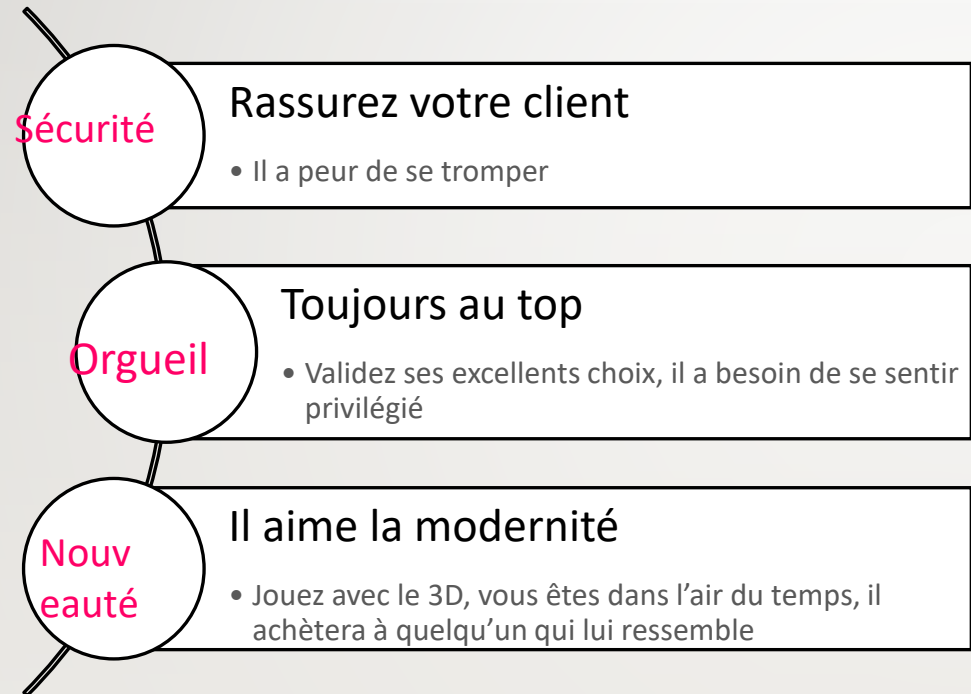 Sécurité
Rassurez votre client
• Il a peur de se tromper
Orgueil
Toujours au top
• Validez ses excellents choix, il a besoin de se sentir
privilégié
Nouv
eauté
Il aime la modernité
• Jouez avec le 3D, vous êtes dans l’air du temps, il
achètera à quelqu’un qui lui ressemble